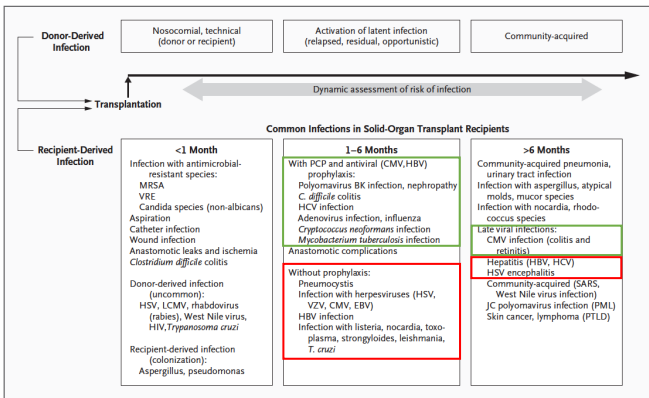 Donor-Derived
Infection
Nosocomial, technical
(donor or recipient)
Activation of latent infection
(relapsed, residual, opportunistic)
Community-acquired
Dynamic assessment of risk of infection
Transplantation
Common Infections in Solid-Organ Transplant Recipients
Recipient-Derived
Infection
<1 Month
Infection with antimicrobial-
resistant species:
MRSA
VRE
Candida species (non-albicans)
Aspiration
Catheter infection
Wound infection
Anastomotic leaks and ischemia
Clostridium difficile colitis
Donor-derived infection
(uncommon):
HSV, LCMV, rhabdovirus
(rabies), West Nile virus,
HIV,Trypanosoma cruzi
Recipient-derived infection
(colonization):
Aspergillus, pseudomonas
1–6 Months
With PCP and antiviral (CMV,HBV)
prophylaxis:
Polyomavirus BK infection, nephropathy
C. difficile colitis
HCV infection
Adenovirus infection, influenza
Cryptococcus neoformans infection
Mycobacterium tuberculosis infection
Anastomotic complications
Without prophylaxis:
Pneumocystis
Infection with herpesviruses (HSV,
VZV, CMV, EBV)
HBV infection
Infection with listeria, nocardia, toxo-
plasma, strongyloides, leishmania,
T. cruzi
>6 Months
Community-acquired pneumonia,
urinary tract infection
Infection with aspergillus, atypical
molds, mucor species
Infection with nocardia, rhodo-
coccus species
Late viral infections:
CMV infection (colitis and
retinitis)
Hepatitis (HBV, HCV)
HSV encephalitis
Community-acquired (SARS,
West Nile virus infection)
JC polyomavirus infection (PML)
Skin cancer, lymphoma (PTLD)